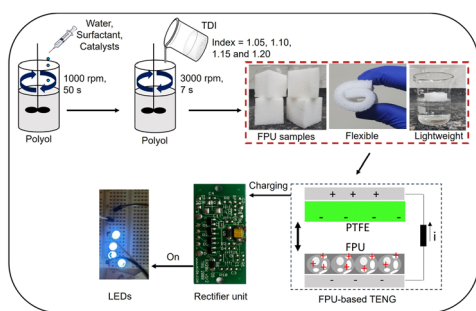 Water,
Surfactant,
Catalysts
TDI
Index = 1.05, 1.10,
1.15 and 1.20
1000 rpm,
50 s
3000 rpm,
7 s
Polyol
Polyol
FPU samples
Flexible
Lightweight
Charging
+ + +
- - - -
PTFE
FPU
i
- - - -
On
LEDs
Rectifier unit
FPU-based TENG